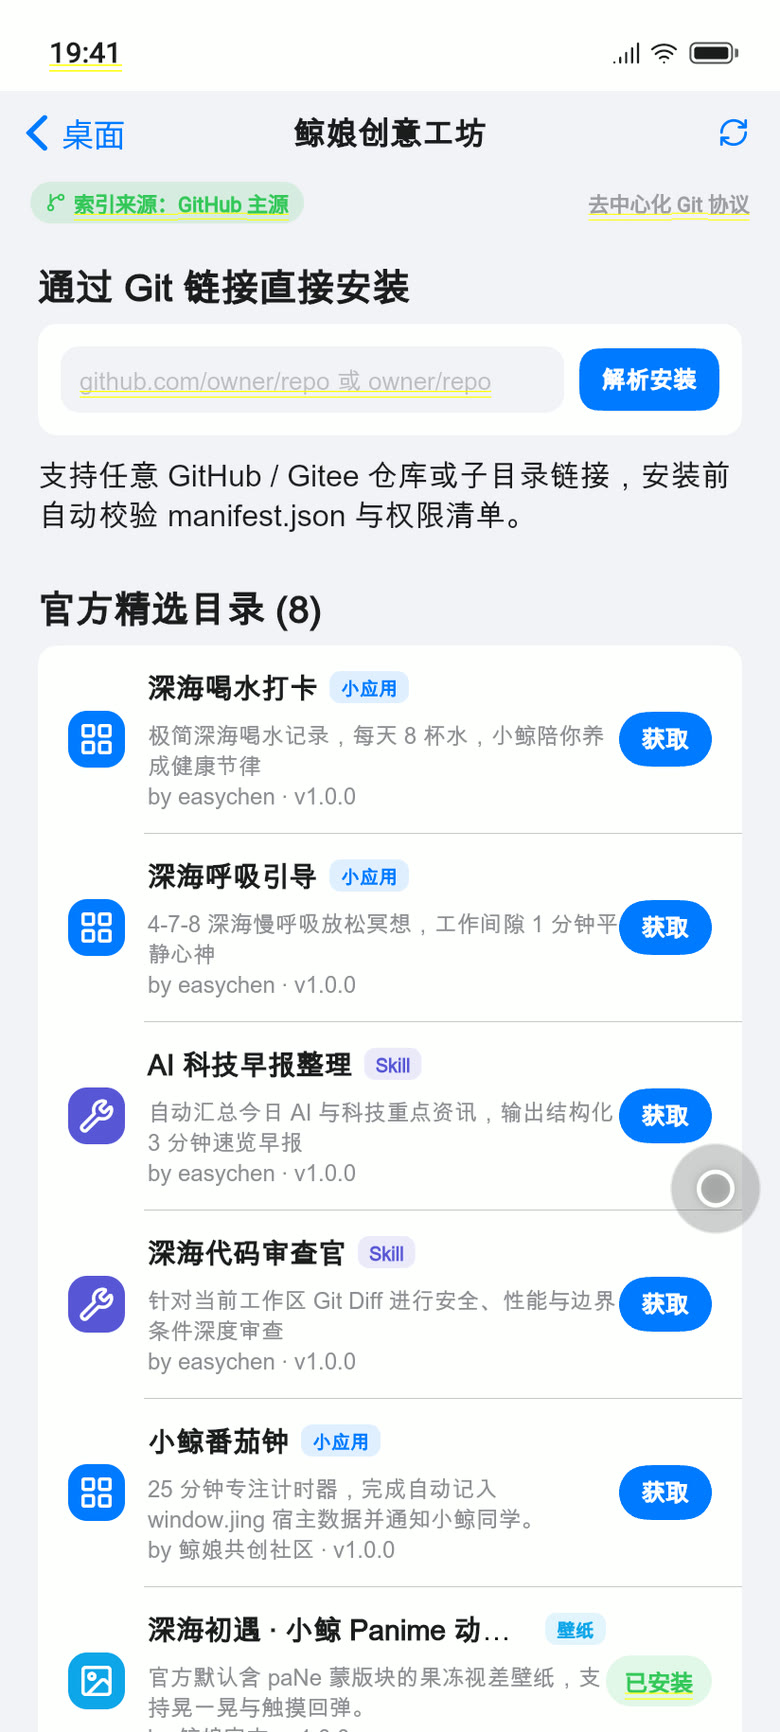 19:41
桌面
鲸娘创意工坊
索引来源：GitHub 主源
去中心化 Git 协议
通过 Git 链接直接安装
github.com/owner/repo 或 owner/repo
解析安装
支持任意 GitHub / Gitee 仓库或子目录链接，安装前
自动校验 manifest.json 与权限清单。
官方精选目录 (8)
深海喝水打卡 小应用
极简深海喝水记录，每天 8 杯水，小鲸陪你养
成健康节律
by easychen · v1.0.0
获取
深海呼吸引导 小应用
4-7-8 深海慢呼吸放松冥想，工作间隙 1 分钟平
静心神
by easychen · v1.0.0
获取
AI 科技早报整理 Skill
自动汇总今日 AI 与科技重点资讯，输出结构化
3 分钟速览早报
by easychen · v1.0.0
获取
深海代码审查官 Skill
针对当前工作区 Git Diff 进行安全、性能与边界
条件深度审查
by easychen · v1.0.0
获取
小鲸番茄钟 小应用
25 分钟专注计时器，完成自动记入
window.jing 宿主数据并通知小鲸同学。
by 鲸娘共创社区 · v1.0.0
获取
深海初遇 · 小鲸 Panime 动... 壁纸
官方默认含 paNe 蒙版块的果冻视差壁纸，支
持晃一晃与触摸回弹。
已安装